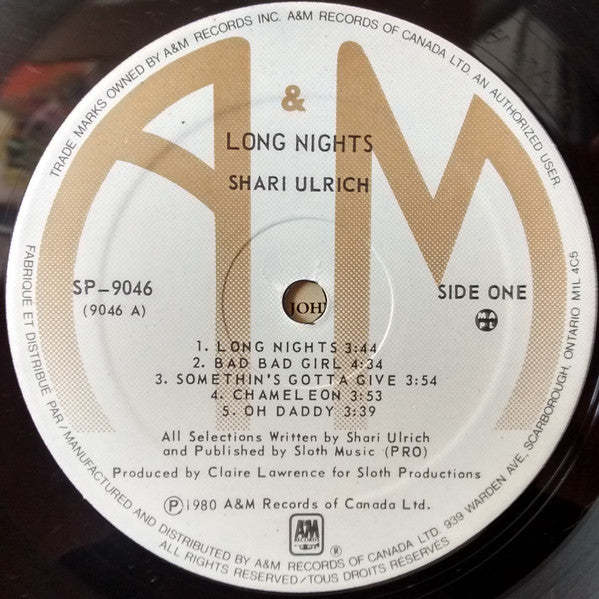 TRADE MARKS OWNED BY A&M RECORDS INC. A&M RECORDS OF CANADA LTD. AN AUTHORIZED USER.
A & M
LONG NIGHTS
SHARI ULRICH
SP-9046
(9046 A)
SIDE ONE
MAPL
JOH
1. LONG NIGHTS 3:44
2. BAD BAD GIRL 4:34
3. SOMETHIN'S GOTTA GIVE 3:54
4. CHAMELEON 3:53
5. OH DADDY 3:39
All Selections Written by Shari Ulrich
and Published by Sloth Music (PRO)
Produced by Claire Lawrence for Sloth Productions
℗1980 A&M Records of Canada Ltd.
A&M
RECORDS
®
FABRIQUÉ ET DISTRIBUÉ PAR/MANUFACTURED AND DISTRIBUTED BY A&M RECORDS OF CANADA LTD. 939 WARDEN AVE, SCARBOROUGH, ONTARIO M1L 4C5
ALL RIGHTS RESERVED/TOUS DROITS RÉSERVÉS